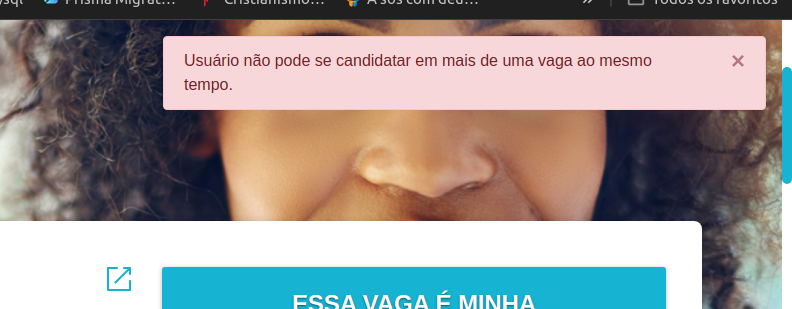 Prisma Migrat...
Cristianismo...
A sós com deu...
»
Todos os favoritos
Usuário não pode se candidatar em mais de uma vaga ao mesmo
tempo.
×
ESSA VAGA É MINHA